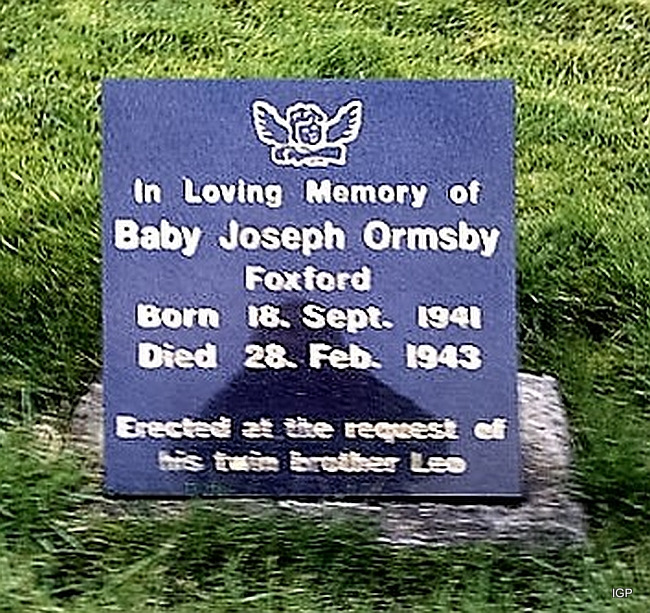 In Loving Memory of
Baby Joseph Ormsby
Foxford
Born 18. Sept. 1941
Died 28. Feb. 1943
Erected at the request of
his twin brother Leo
IGP